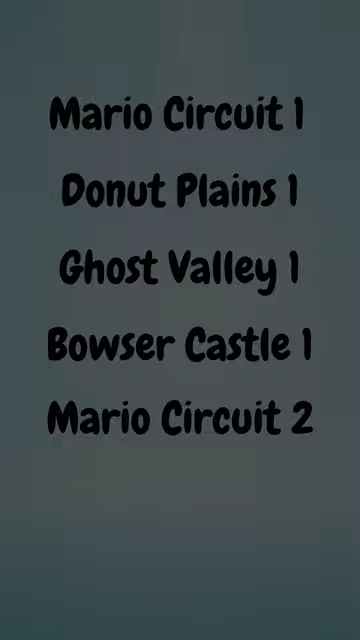 Mario Circuit 1
Donut Plains 1
Ghost Valley 1
Bowser Castle 1
Mario Circuit 2